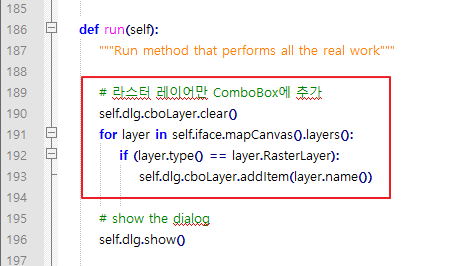 185
186 def run(self):
187 """Run method that performs all the real work"""
188
189 # 라스터 레이어만 ComboBox에 추가
190 self.dlg.cboLayer.clear()
191 for layer in self.iface.mapCanvas().layers():
192 if (layer.type() == layer.RasterLayer):
193 self.dlg.cboLayer.addItem(layer.name())
194
195 # show the dialog
196 self.dlg.show()